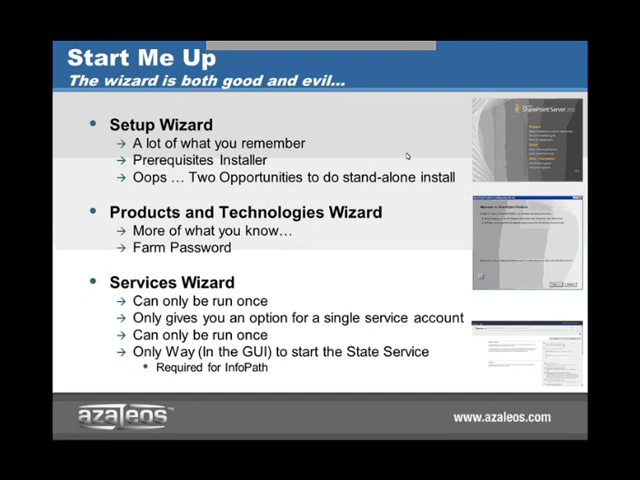 Start Me Up
The wizard is both good and evil...
Setup Wizard
A lot of what you remember
Prerequisites Installer
Oops … Two Opportunities to do stand-alone install
Products and Technologies Wizard
More of what you know…
Farm Password
Services Wizard
Can only be run once
Only gives you an option for a single service account
Can only be run once
Only Way (In the GUI) to start the State Service
Required for InfoPath
SharePoint Server
azaleos™
www.azaleos.com